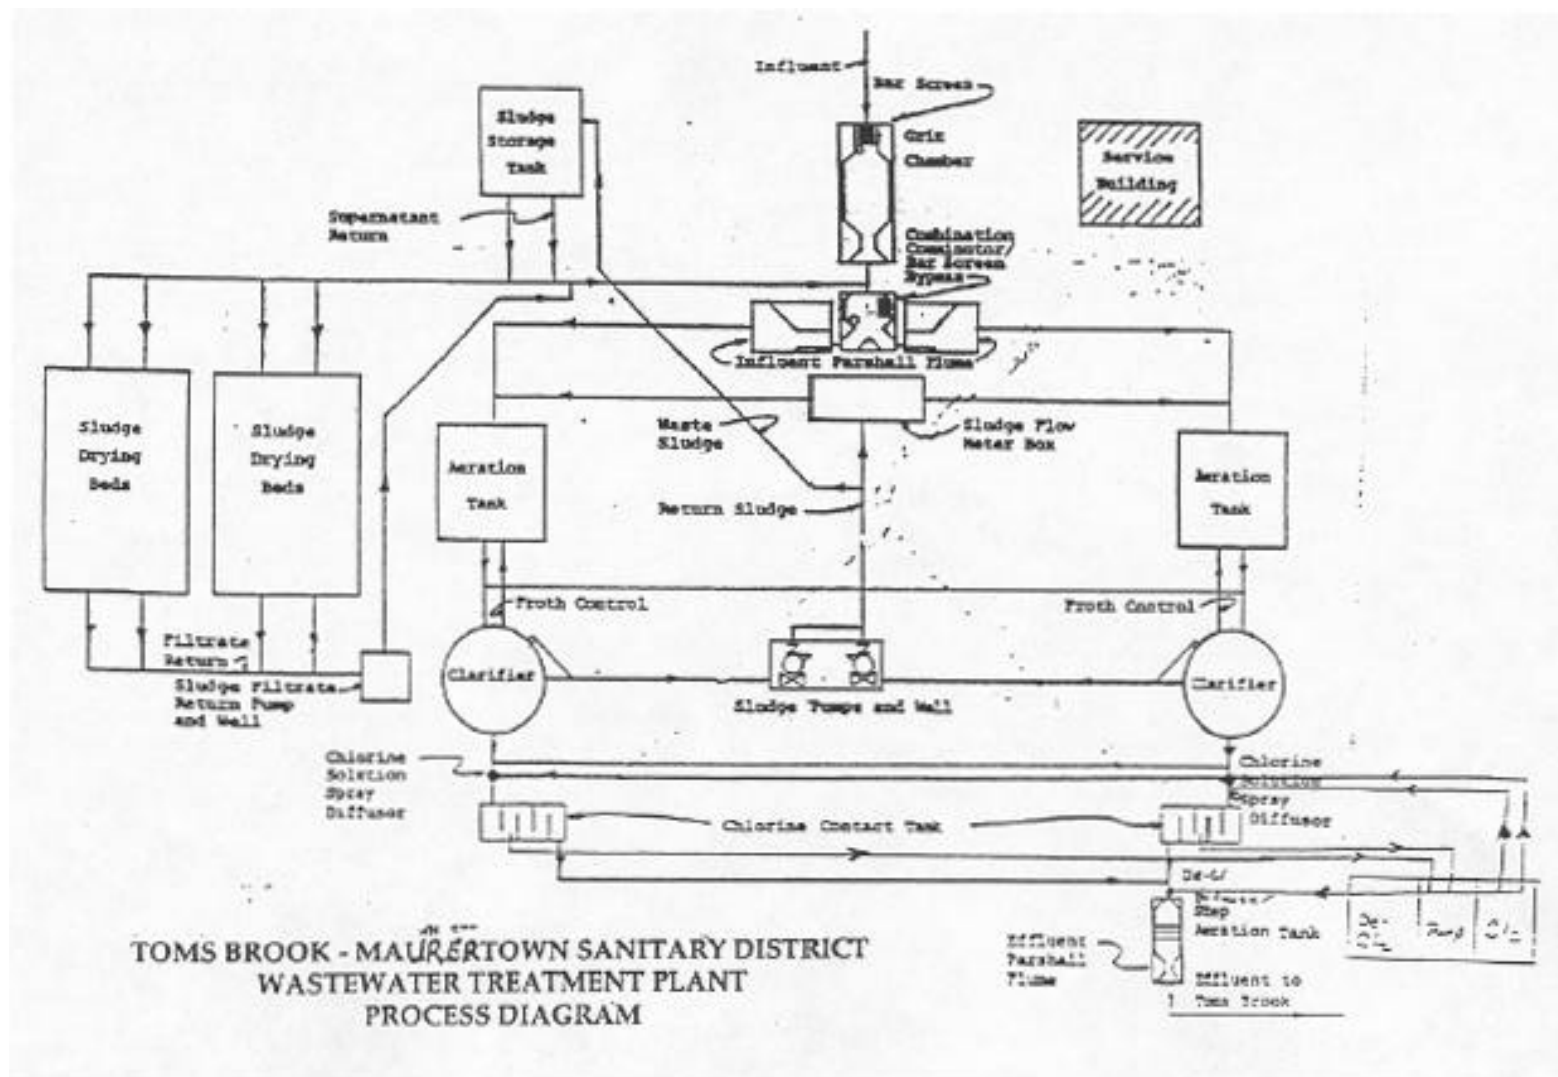 Influent
Bar Screen
Grit
Chamber
Sludge
Storage
Tank
Service
Building
Supernatant
Return
Combination
Comminutor/
Bar Screen
Bypass
Influent Parshall Flume
Sludge
Drying
Beds
Sludge
Drying
Beds
Waste
Sludge
Sludge Flow
Meter Box
Aeration
Tank
Aeration
Tank
Return Sludge
Froth Control
Froth Control
Filtrate
Return
Clarifier
Clarifier
Sludge Filtrate
Return Pump
and Well
Sludge Pumps and Well
Chlorine
Solution
Spray
Diffusor
Chlorine
Solution
Spray
Diffusor
Chlorine Contact Tank
Step
Aeration Tank
Pump
Effluent
Parshall
Flume
Effluent to
Toms Brook
TOMS BROOK - MAURERTOWN SANITARY DISTRICT
WASTEWATER TREATMENT PLANT
PROCESS DIAGRAM